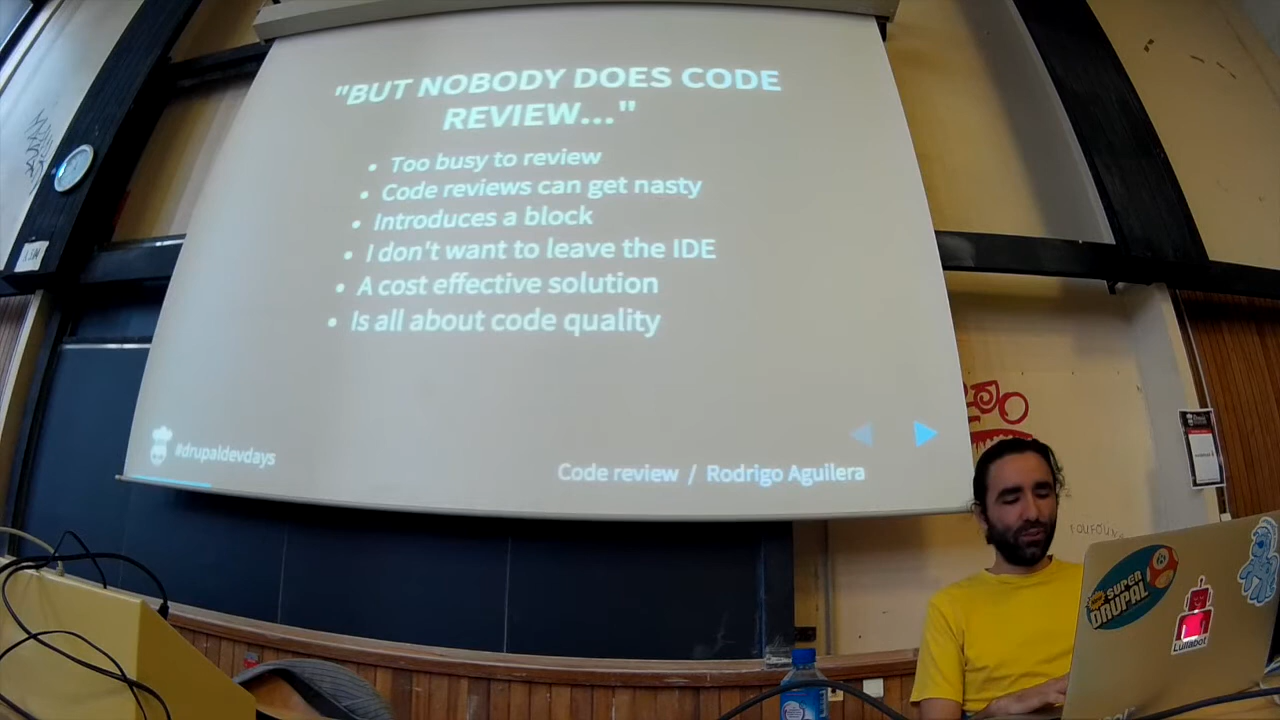 "BUT NOBODY DOES CODE
REVIEW..."
• Too busy to review
• Code reviews can get nasty
• Introduces a block
• I don't want to leave the IDE
• A cost effective solution
• Is all about code quality
#drupaldevdays
Code review / Rodrigo Aguilera
SUPER
DRUPAL
Lullabot